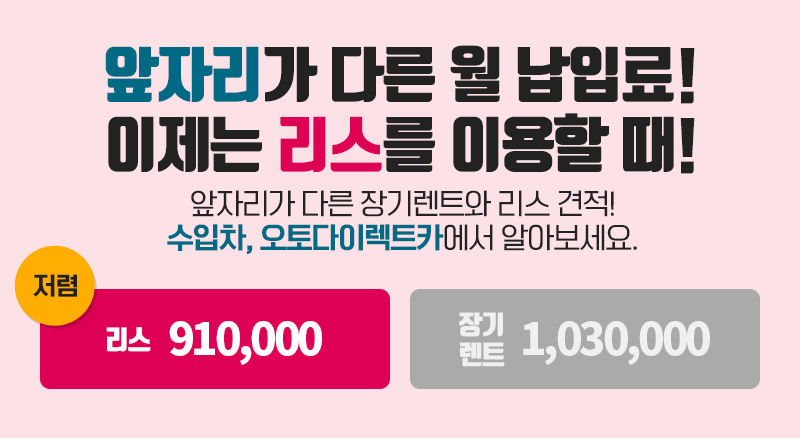 앞자리가 다른 월 납입료!
이제는 리스를 이용할 때!
앞자리가 다른 장기렌트와 리스 견적!
수입차, 오토다이렉트카에서 알아보세요.
저렴
리스 910,000
장기
렌트 1,030,000